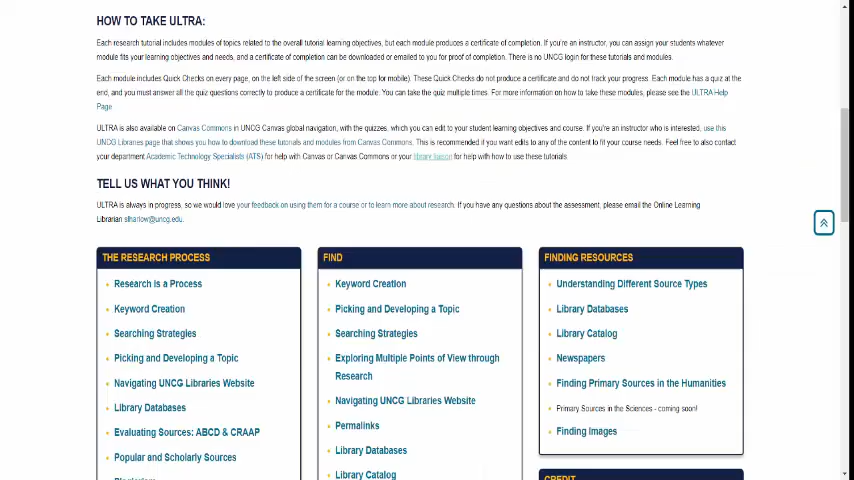 HOW TO TAKE ULTRA:
Each research tutorial includes modules of topics related to the overall tutorial learning objectives, but each module produces a certificate of completion. If you're an instructor, you can assign your students whatever
module fits your learning objectives and needs, and a certificate of completion can be downloaded or emailed to you for proof of completion. There is no UNCG login for these tutorials and modules.
Each module includes Quick Checks on every page, on the left side of the screen (or on the top for mobile). These Quick Checks do not produce a certificate and do not track your progress. Each module has a quiz at the
end, and you must answer all the quiz questions correctly to produce a certificate for the module. You can take the quiz multiple times. For more information on how to take these modules, please see the ULTRA Help
Page.
ULTRA is also available on Canvas Commons in UNCG Canvas global navigation, with the quizzes, which you can edit to your student learning objectives and course. If you're an instructor who is interested, use this
UNCG Libraries page that shows you how to download these tutorials and modules from Canvas Commons. This is recommended if you want edits to any of the content to fit your course needs. Feel free to also contact
your department Academic Technology Specialists (ATS) for help with Canvas or Canvas Commons or your library liaison for help with how to use these tutorials.
TELL US WHAT YOU THINK!
ULTRA is always in progress, so we would love your feedback on using them for a course or to learn more about research. If you have any questions about the assessment, please email the Online Learning
Librarian slharlow@uncg.edu.
THE RESEARCH PROCESS
Research is a Process
Keyword Creation
Searching Strategies
Picking and Developing a Topic
Navigating UNCG Libraries Website
Library Databases
Evaluating Sources: ABCD & CRAAP
Popular and Scholarly Sources
Plagiarism
FIND
Keyword Creation
Picking and Developing a Topic
Searching Strategies
Exploring Multiple Points of View through
Research
Navigating UNCG Libraries Website
Permalinks
Library Databases
Library Catalog
FINDING RESOURCES
Understanding Different Source Types
Library Databases
Library Catalog
Newspapers
Finding Primary Sources in the Humanities
Primary Sources in the Sciences - coming soon!
Finding Images
CREDIT